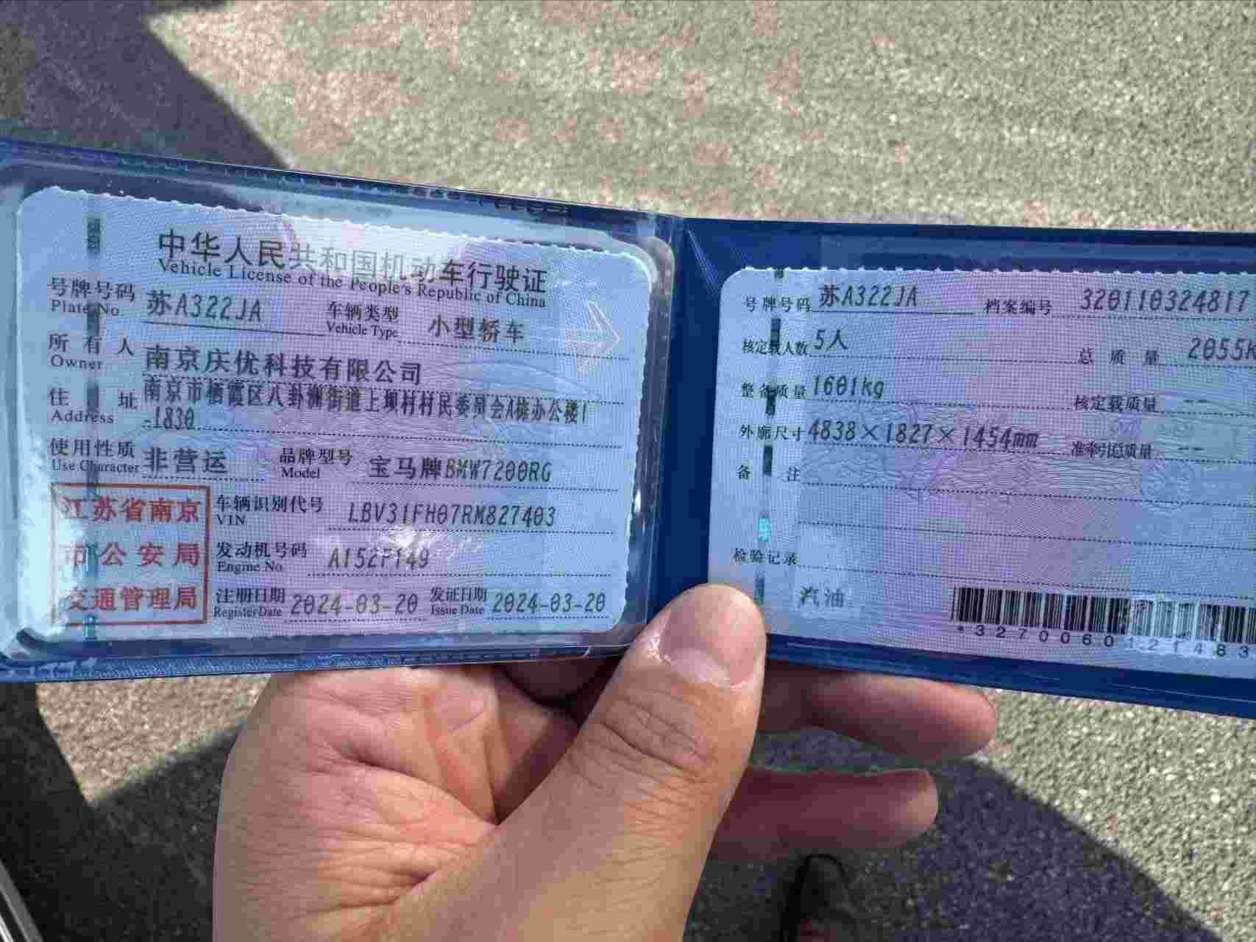 中华人民共和国机动车行驶证
Vehicle License of the People's Republic of China
号牌号码 苏A322JA 车辆类型 小型轿车
Plate No. Vehicle Type
所有人 南京庆优科技有限公司
Owner
住址 南京市栖霞区八卦洲街道上坝村村民委员会A栋办公楼1
Address -1830
使用性质 非营运 品牌型号 宝马牌BMW7200RG
Use Character Model
江苏省南京
市公安局
交通管理局
车辆识别代号 LBV31FH07RM827403
VIN
发动机号码 A152F149
Engine No.
注册日期 2024-03-20 发证日期 2024-03-20
Register Date Issue Date
号牌号码 苏A322JA 档案编号 320110324817
核定载人数 5人 总质量 2055k
整备质量 1601kg 核定载质量 --
外廓尺寸 4838×1827×1454mm 准牵引总质量 --
备注
检验记录
汽油
*3270060121483